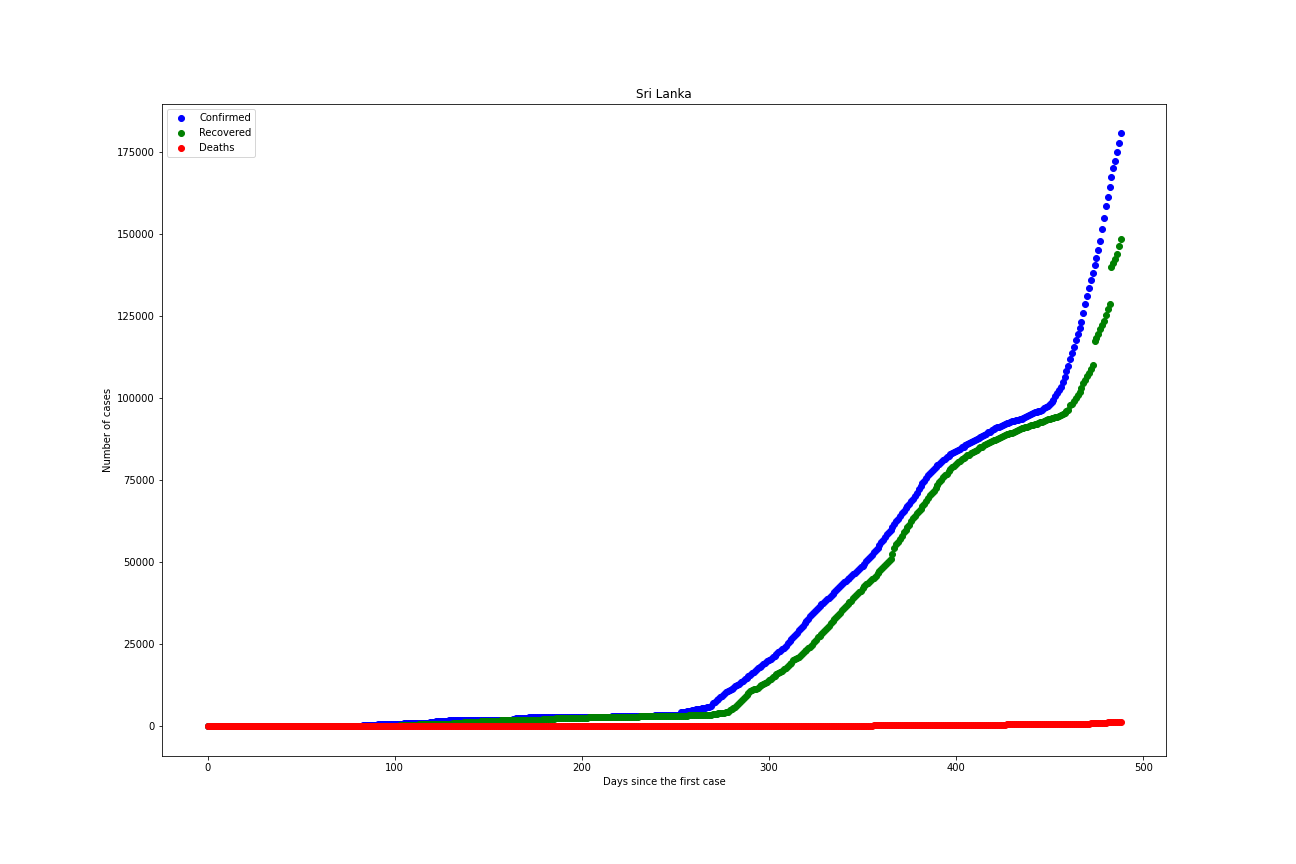 Sri Lanka
Confirmed
Recovered
Deaths
175000
150000
125000
100000
75000
50000
25000
0
Number of cases
0 100 200 300 400 500
Days since the first case